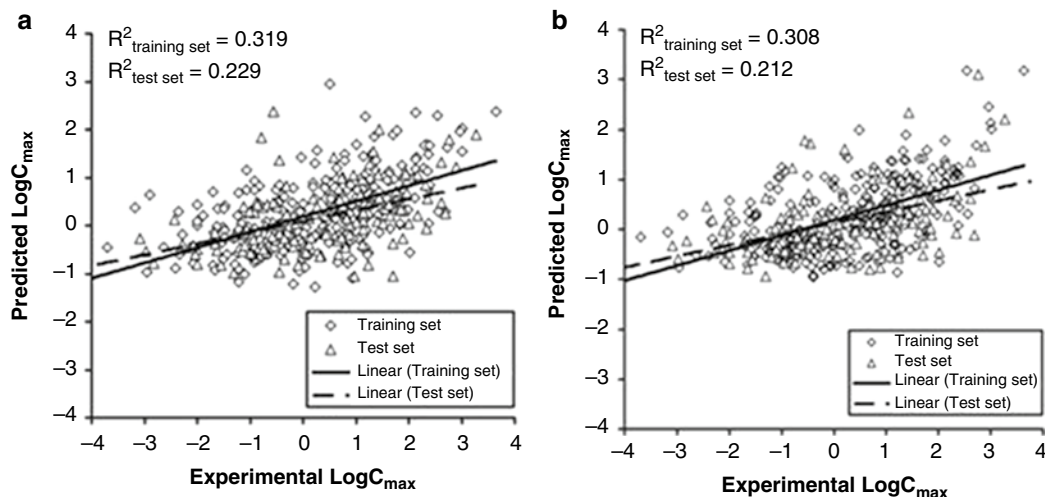 a
R²training set = 0.319
R²test set = 0.229
4
3
2
1
0
−1
−2
−3
−4
Predicted LogCmax
Training set
Test set
Linear (Training set)
Linear (Test set)
−4 −3 −2 −1 0 1 2 3 4
Experimental LogCmax
b
R²training set = 0.308
R²test set = 0.212
4
3
2
1
0
−1
−2
−3
−4
Predicted LogCmax
Training set
Test set
Linear (Training set)
Linear (Test set)
−4 −3 −2 −1 0 1 2 3 4
Experimental LogCmax